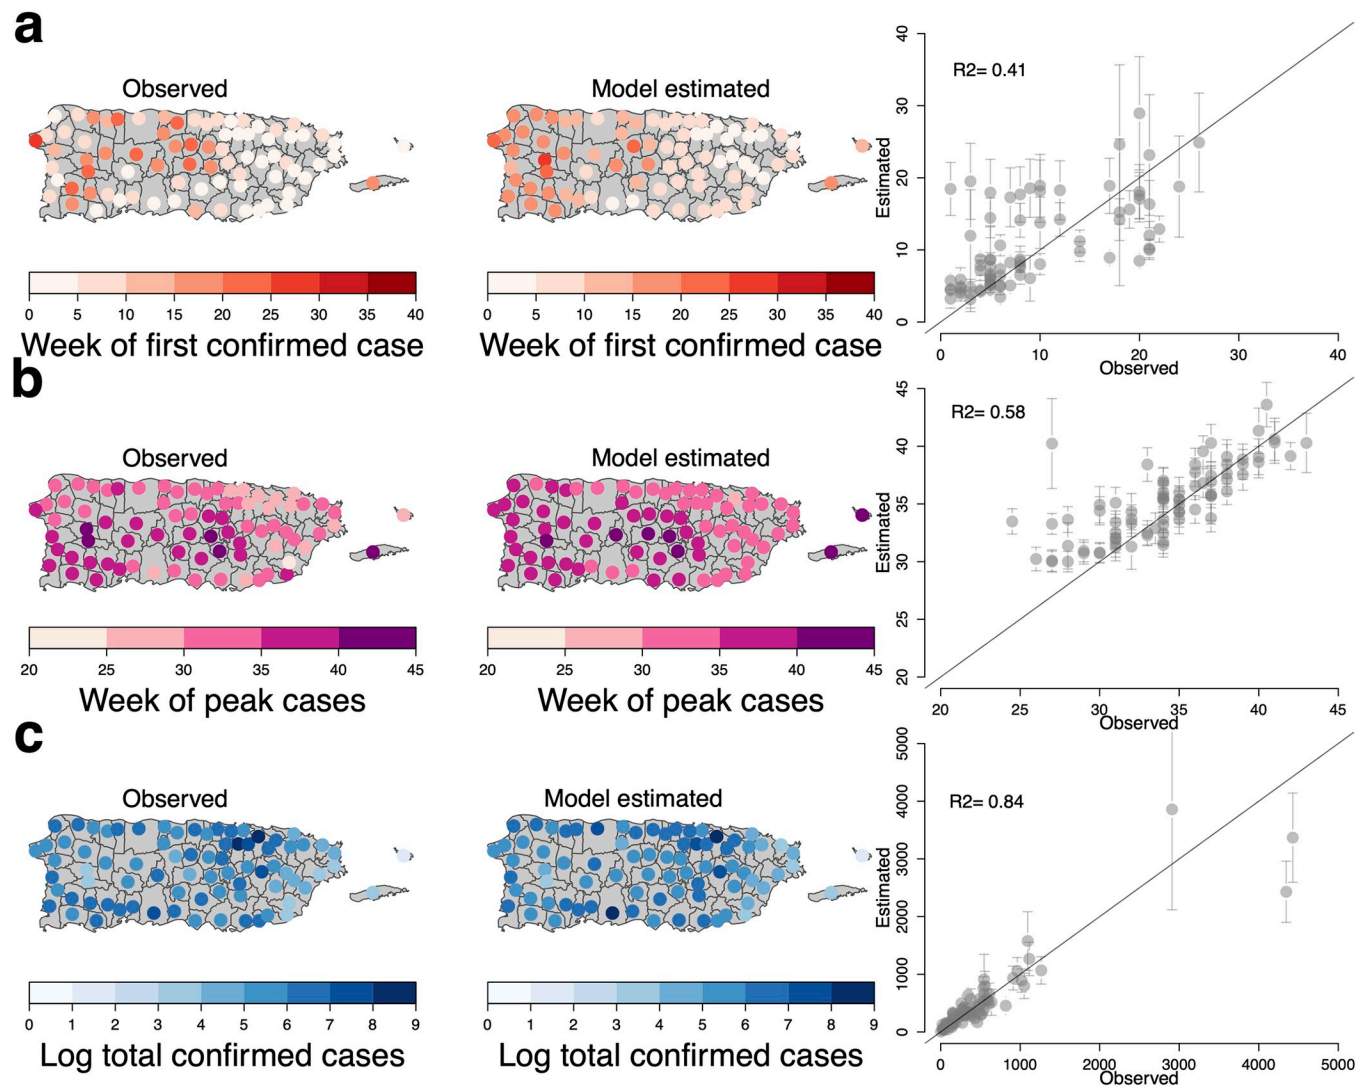 a
Observed
Model estimated
0 5 10 15 20 25 30 35 40
Week of first confirmed case
0 5 10 15 20 25 30 35 40
Week of first confirmed case
R2= 0.41
Estimated
0 10 20 30 40
0 10 20 30 40
Observed
b
Observed
Model estimated
20 25 30 35 40 45
Week of peak cases
20 25 30 35 40 45
Week of peak cases
R2= 0.58
Estimated
20 25 30 35 40 45
20 25 30 35 40 45
Observed
c
Observed
Model estimated
0 1 2 3 4 5 6 7 8 9
Log total confirmed cases
0 1 2 3 4 5 6 7 8 9
Log total confirmed cases
R2= 0.84
Estimated
0 1000 2000 3000 4000 5000
0 1000 2000 3000 4000 5000
Observed